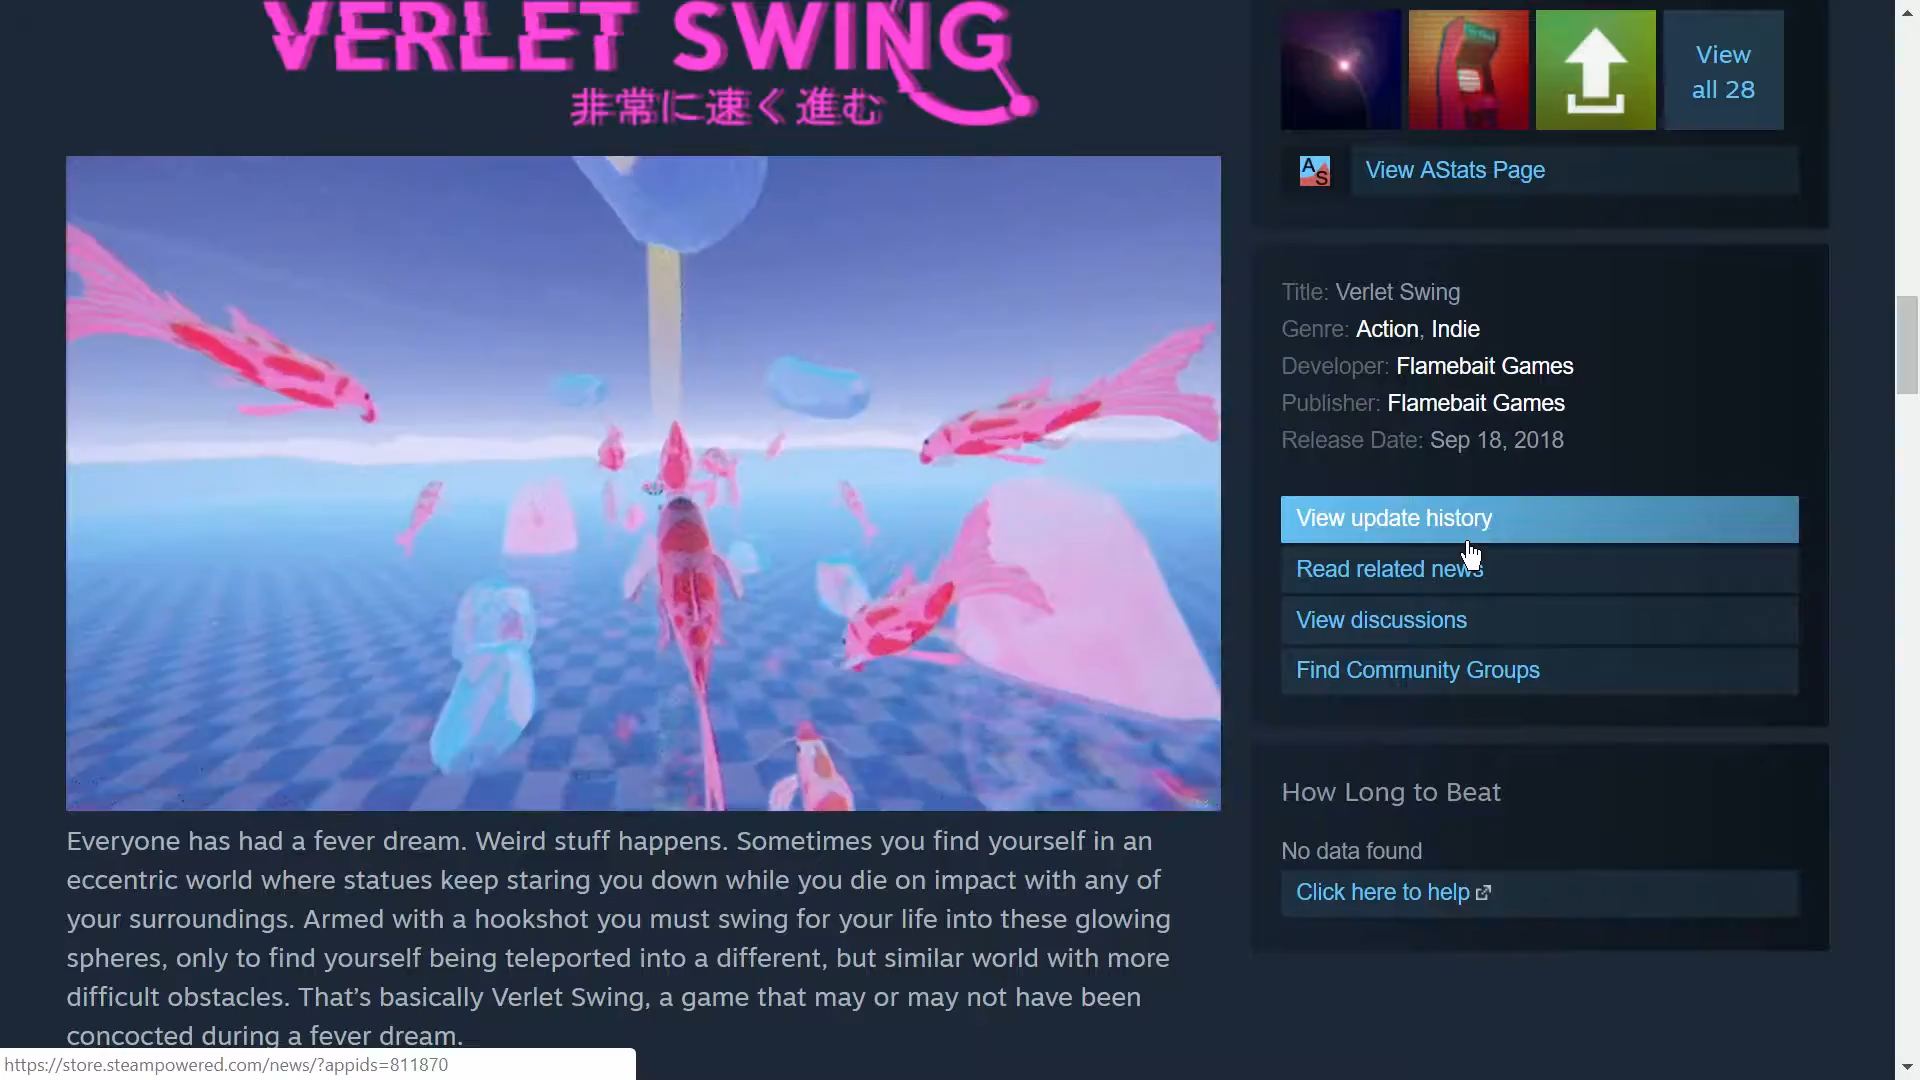 VERLET SWING
非常に速く進む
View
all 28
A
S
View AStats Page
Title: Verlet Swing
Genre: Action, Indie
Developer: Flamebait Games
Publisher: Flamebait Games
Release Date: Sep 18, 2018
View update history
Read related news
View discussions
Find Community Groups
How Long to Beat
No data found
Click here to help
Everyone has had a fever dream. Weird stuff happens. Sometimes you find yourself in an
eccentric world where statues keep staring you down while you die on impact with any of
your surroundings. Armed with a hookshot you must swing for your life into these glowing
spheres, only to find yourself being teleported into a different, but similar world with more
difficult obstacles. That's basically Verlet Swing, a game that may or may not have been
concocted during a fever dream.
https://store.steampowered.com/news/?appids=811870